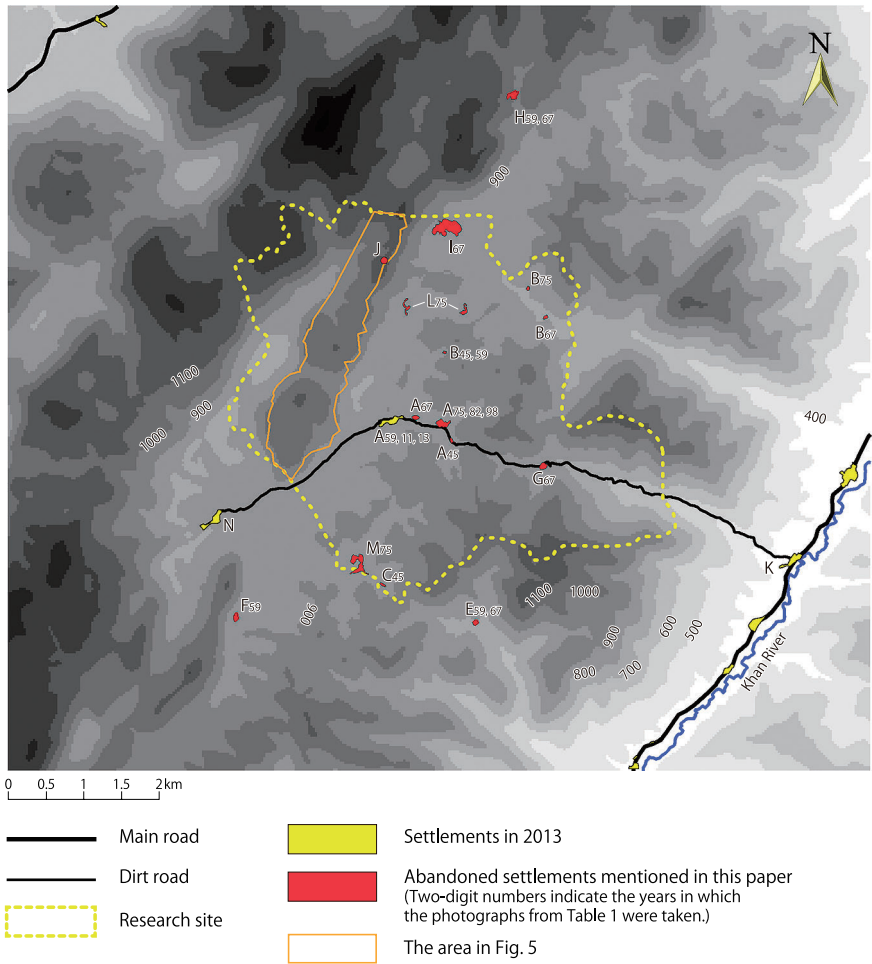 N
H59, 67
900
I67
J
B75
L75
B67
B45, 59
1100
900
1000
A67
A75, 82, 98
A59, 11, 13
A45
400
G67
N
M75
C45
K
F59
900
E59, 67
1100
1000
900
600
500
800
700
Khan River
0 0.5 1 1.5 2 km
Main road
Dirt road
Research site
Settlements in 2013
Abandoned settlements mentioned in this paper
(Two-digit numbers indicate the years in which
the photographs from Table 1 were taken.)
The area in Fig. 5